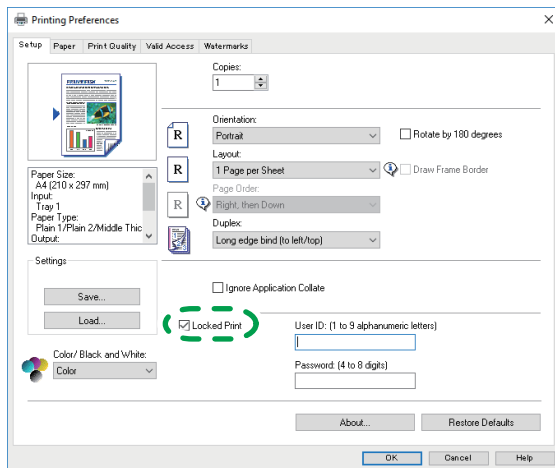 Printing Preferences
Setup Paper Print Quality Valid Access Watermarks
Copies:
1
Orientation:
R
Portrait
Rotate by 180 degrees
Layout:
R
1 Page per Sheet
Draw Frame Border
Page Order:
R
Right, then Down
Duplex:
Long edge bind (to left/top)
Paper Size:
A4 (210 x 297 mm)
Input:
Tray 1
Paper Type:
Plain 1/Plain 2/Middle Thic
Output:
Settings
Save...
Load...
Ignore Application Collate
Locked Print
User ID: (1 to 9 alphanumeric letters)
Password: (4 to 8 digits)
Color/ Black and White:
Color
About...
Restore Defaults
OK
Cancel
Help